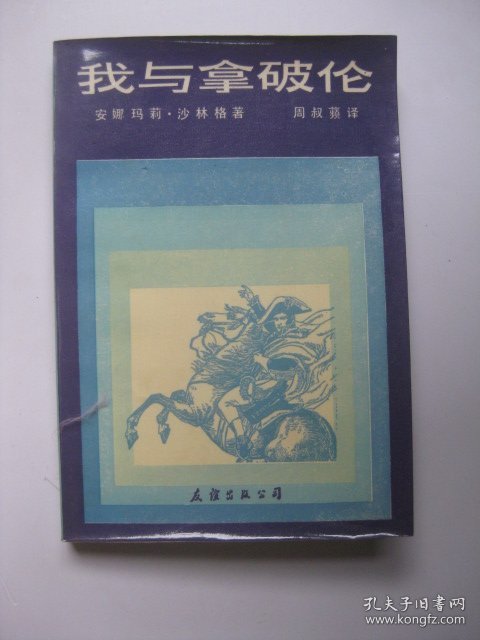 我与拿破伦
安娜玛莉·沙林格著 周叔蘋译
友谊出版公司
孔夫子旧书网
kongfz.com